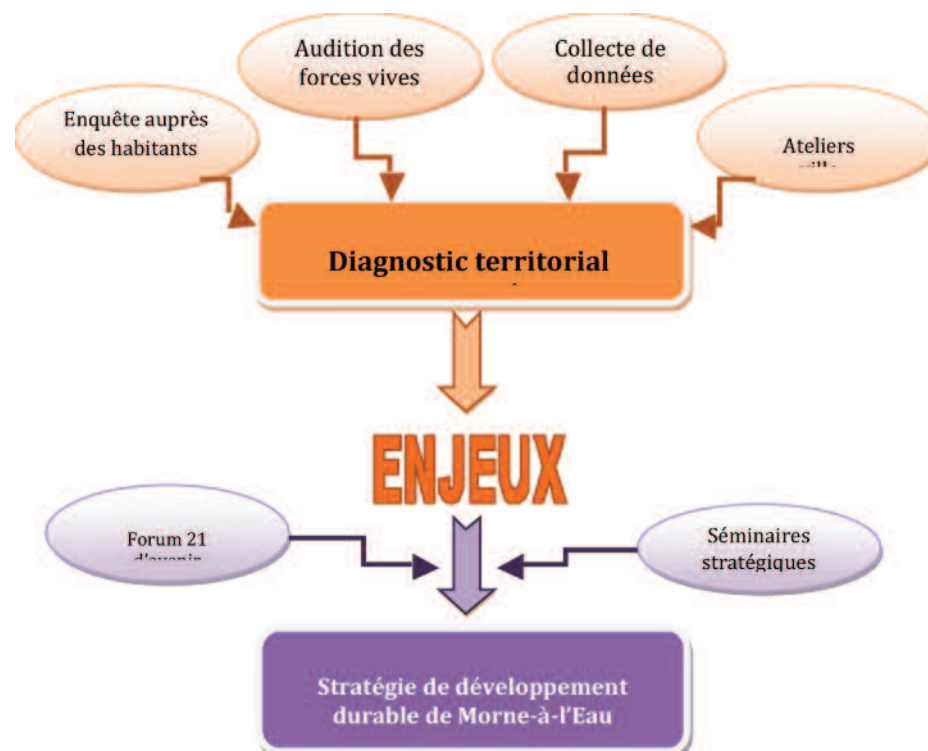 Audition des
forces vives
Collecte de
données
Enquête auprès
des habitants
Ateliers
Diagnostic territorial
ENJEUX
Forum 21
Séminaires
stratégiques
Stratégie de développement
durable de Morne-à-l'Eau